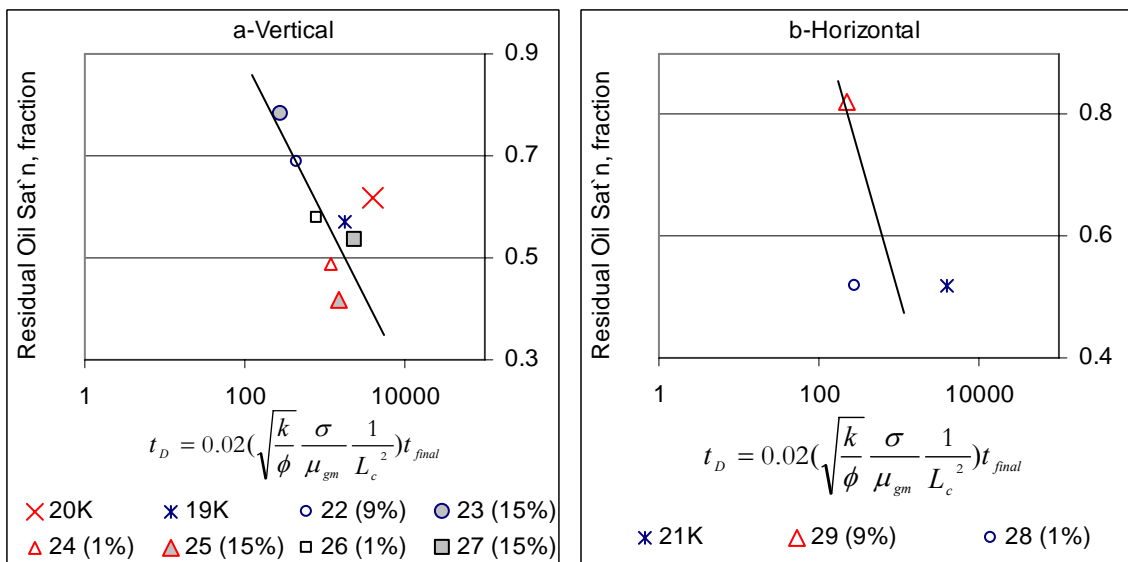 a-Vertical
Residual Oil Sat`n, fraction
0.9
0.7
0.5
0.3
1 100 10000
t_D = 0.02(√(k/ϕ) σ/μ_gm 1/L_c²)t_final
20K 19K 22 (9%) 23 (15%)
24 (1%) 25 (15%) 26 (1%) 27 (15%)
b-Horizontal
Residual Oil Sat`n, fraction
0.8
0.6
0.4
1 100 10000
t_D = 0.02(√(k/ϕ) σ/μ_gm 1/L_c²)t_final
21K 29 (9%) 28 (1%)